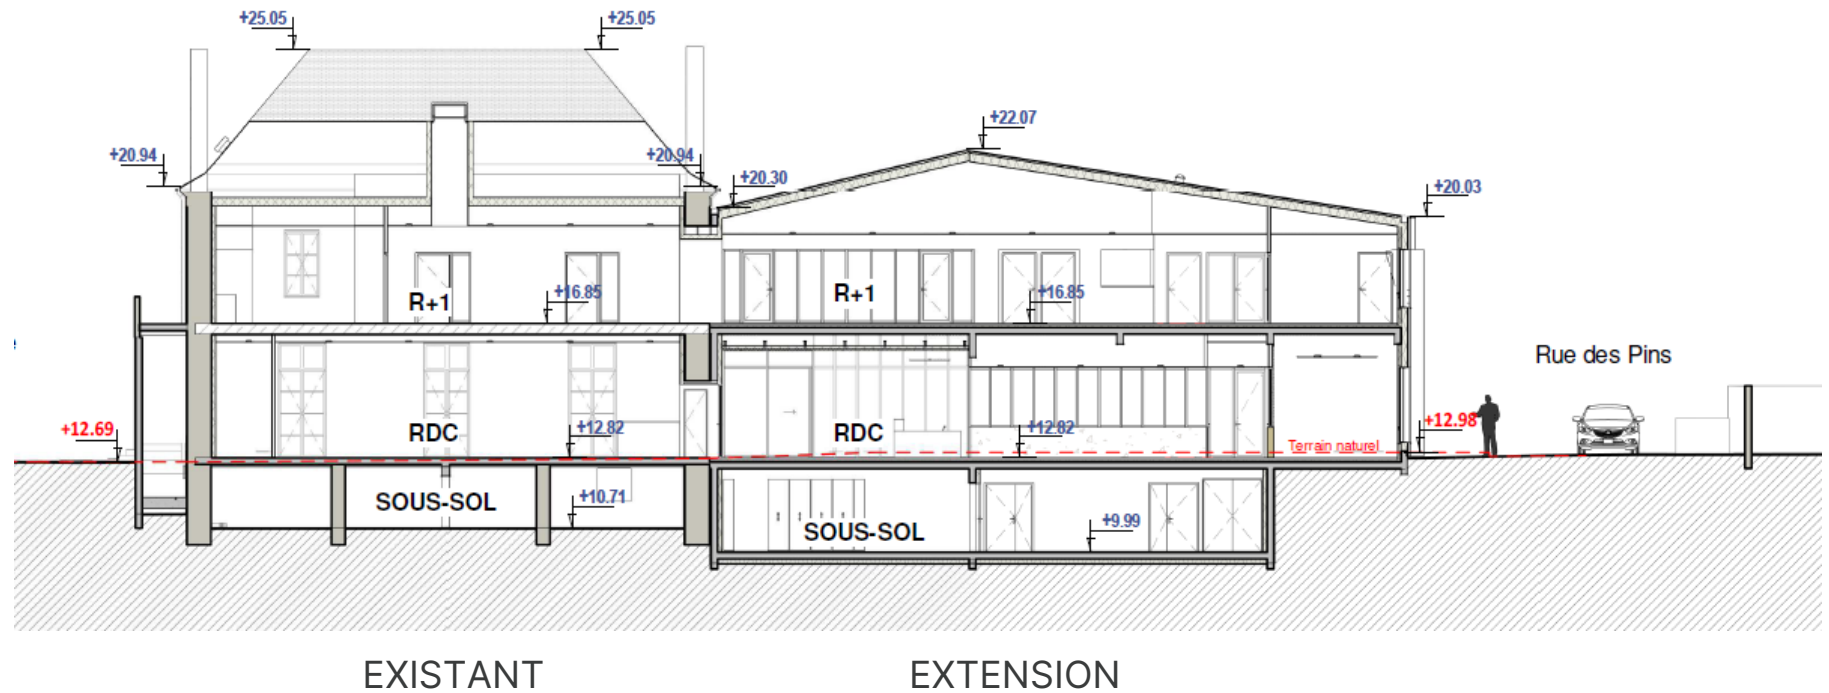 +25.05 +25.05
+22.07
+20.94 +20.94
+20.30 +20.03
R+1 +16.85 R+1 +16.85
e
Rue des Pins
+12.69 RDC +12.82 RDC +12.82 +12.98
Terrain naturel
SOUS-SOL +10.71
SOUS-SOL +9.99
EXISTANT EXTENSION